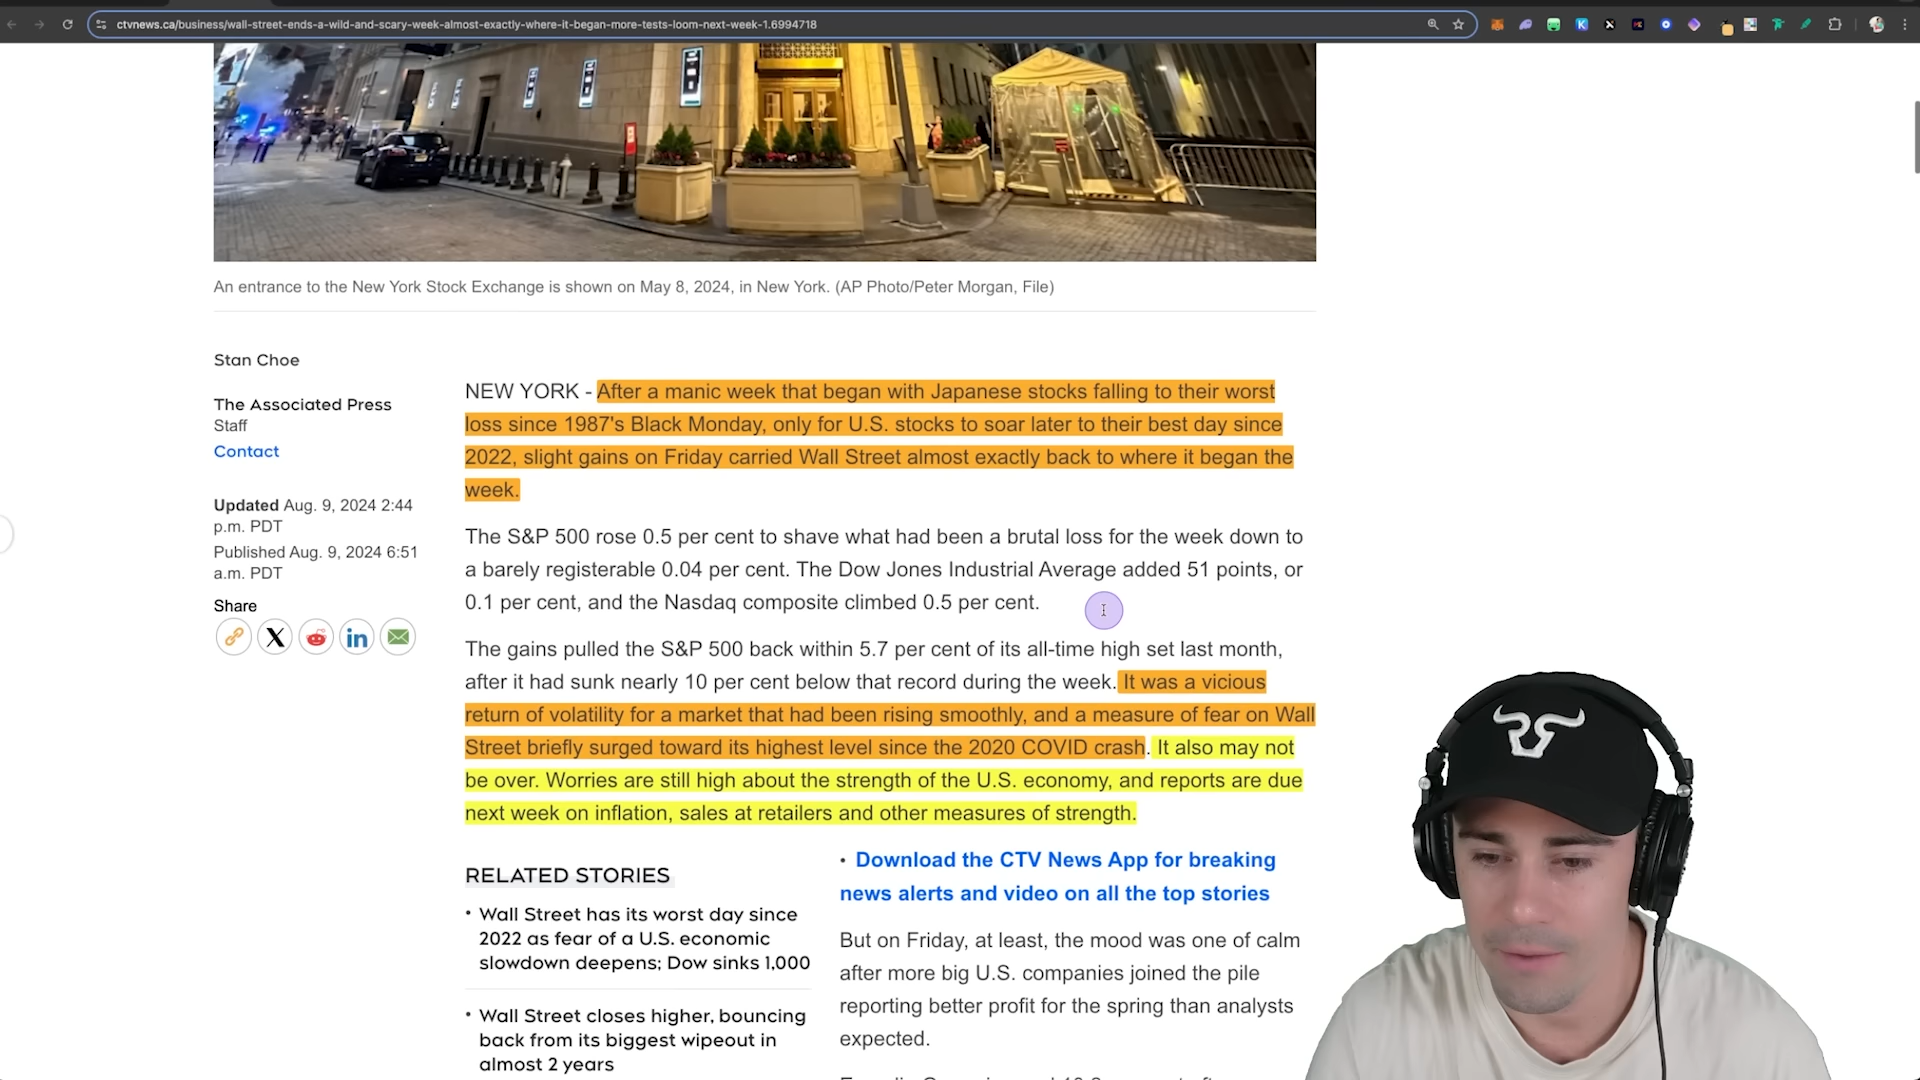 ctvnews.ca/business/wall-street-ends-a-wild-and-scary-week-almost-exactly-where-it-began-more-tests-loom-next-week-1.6994718
An entrance to the New York Stock Exchange is shown on May 8, 2024, in New York. (AP Photo/Peter Morgan, File)
Stan Choe
The Associated Press
Staff
Contact
Updated Aug. 9, 2024 2:44
p.m. PDT
Published Aug. 9, 2024 6:51
a.m. PDT
Share
NEW YORK - After a manic week that began with Japanese stocks falling to their worst
loss since 1987's Black Monday, only for U.S. stocks to soar later to their best day since
2022, slight gains on Friday carried Wall Street almost exactly back to where it began the
week.
The S&P 500 rose 0.5 per cent to shave what had been a brutal loss for the week down to
a barely registerable 0.04 per cent. The Dow Jones Industrial Average added 51 points, or
0.1 per cent, and the Nasdaq composite climbed 0.5 per cent.
The gains pulled the S&P 500 back within 5.7 per cent of its all-time high set last month,
after it had sunk nearly 10 per cent below that record during the week. It was a vicious
return of volatility for a market that had been rising smoothly, and a measure of fear on Wall
Street briefly surged toward its highest level since the 2020 COVID crash. It also may not
be over. Worries are still high about the strength of the U.S. economy, and reports are due
next week on inflation, sales at retailers and other measures of strength.
RELATED STORIES
• Wall Street has its worst day since
2022 as fear of a U.S. economic
slowdown deepens; Dow sinks 1,000
• Wall Street closes higher, bouncing
back from its biggest wipeout in
almost 2 years
• Download the CTV News App for breaking
news alerts and video on all the top stories
But on Friday, at least, the mood was one of calm
after more big U.S. companies joined the pile
reporting better profit for the spring than analysts
expected.